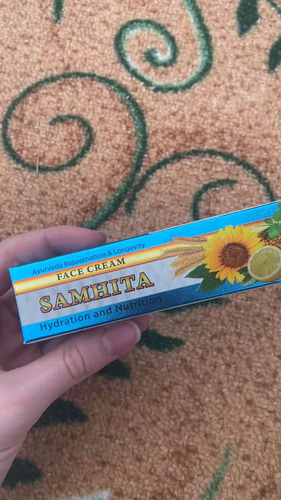 Ayurveda Rejuvenation & Longevity
FACE CREAM
SAMHITA
Hydration and Nutrition